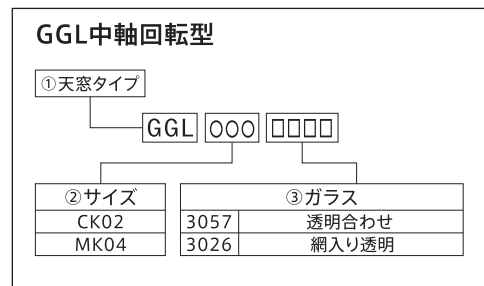 GGL中軸回転型
①天窓タイプ
GGL ○○○ □□□□
②サイズ
CK02
MK04
③ガラス
3057 透明合わせ
3026 網入り透明